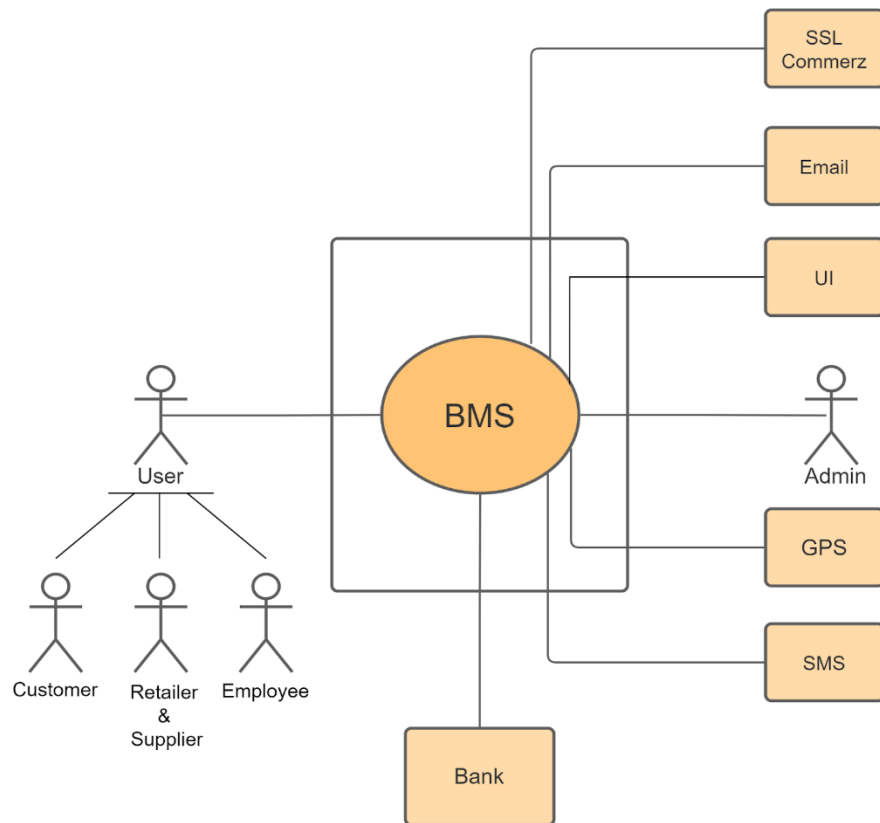 SSL
Commerz
Email
UI
BMS
User
Admin
GPS
Customer
Retailer
&
Supplier
Employee
SMS
Bank